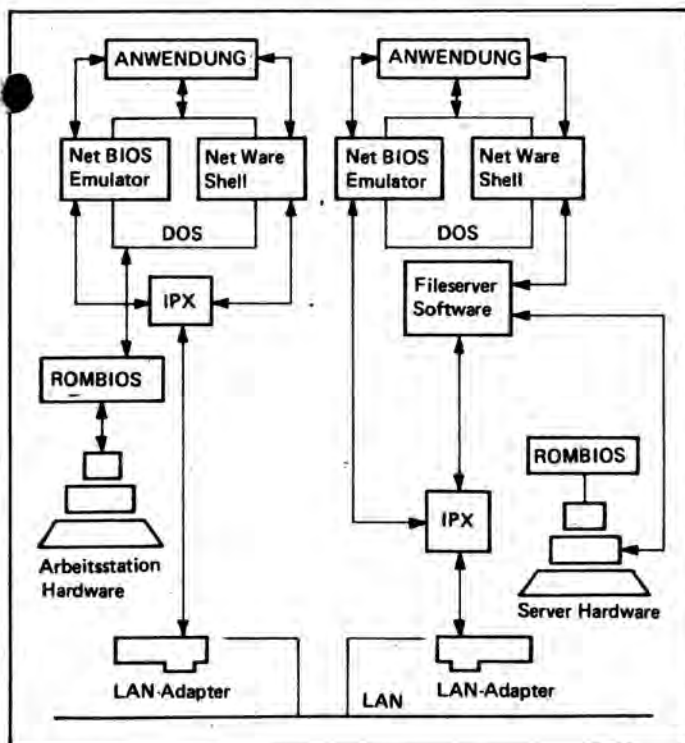 ANWENDUNG
Net BIOS
Emulator
Net Ware
Shell
DOS
IPX
ROMBIOS
Arbeitsstation
Hardware
LAN-Adapter
ANWENDUNG
Net BIOS
Emulator
Net Ware
Shell
DOS
Fileserver
Software
IPX
ROMBIOS
Server Hardware
LAN-Adapter
LAN